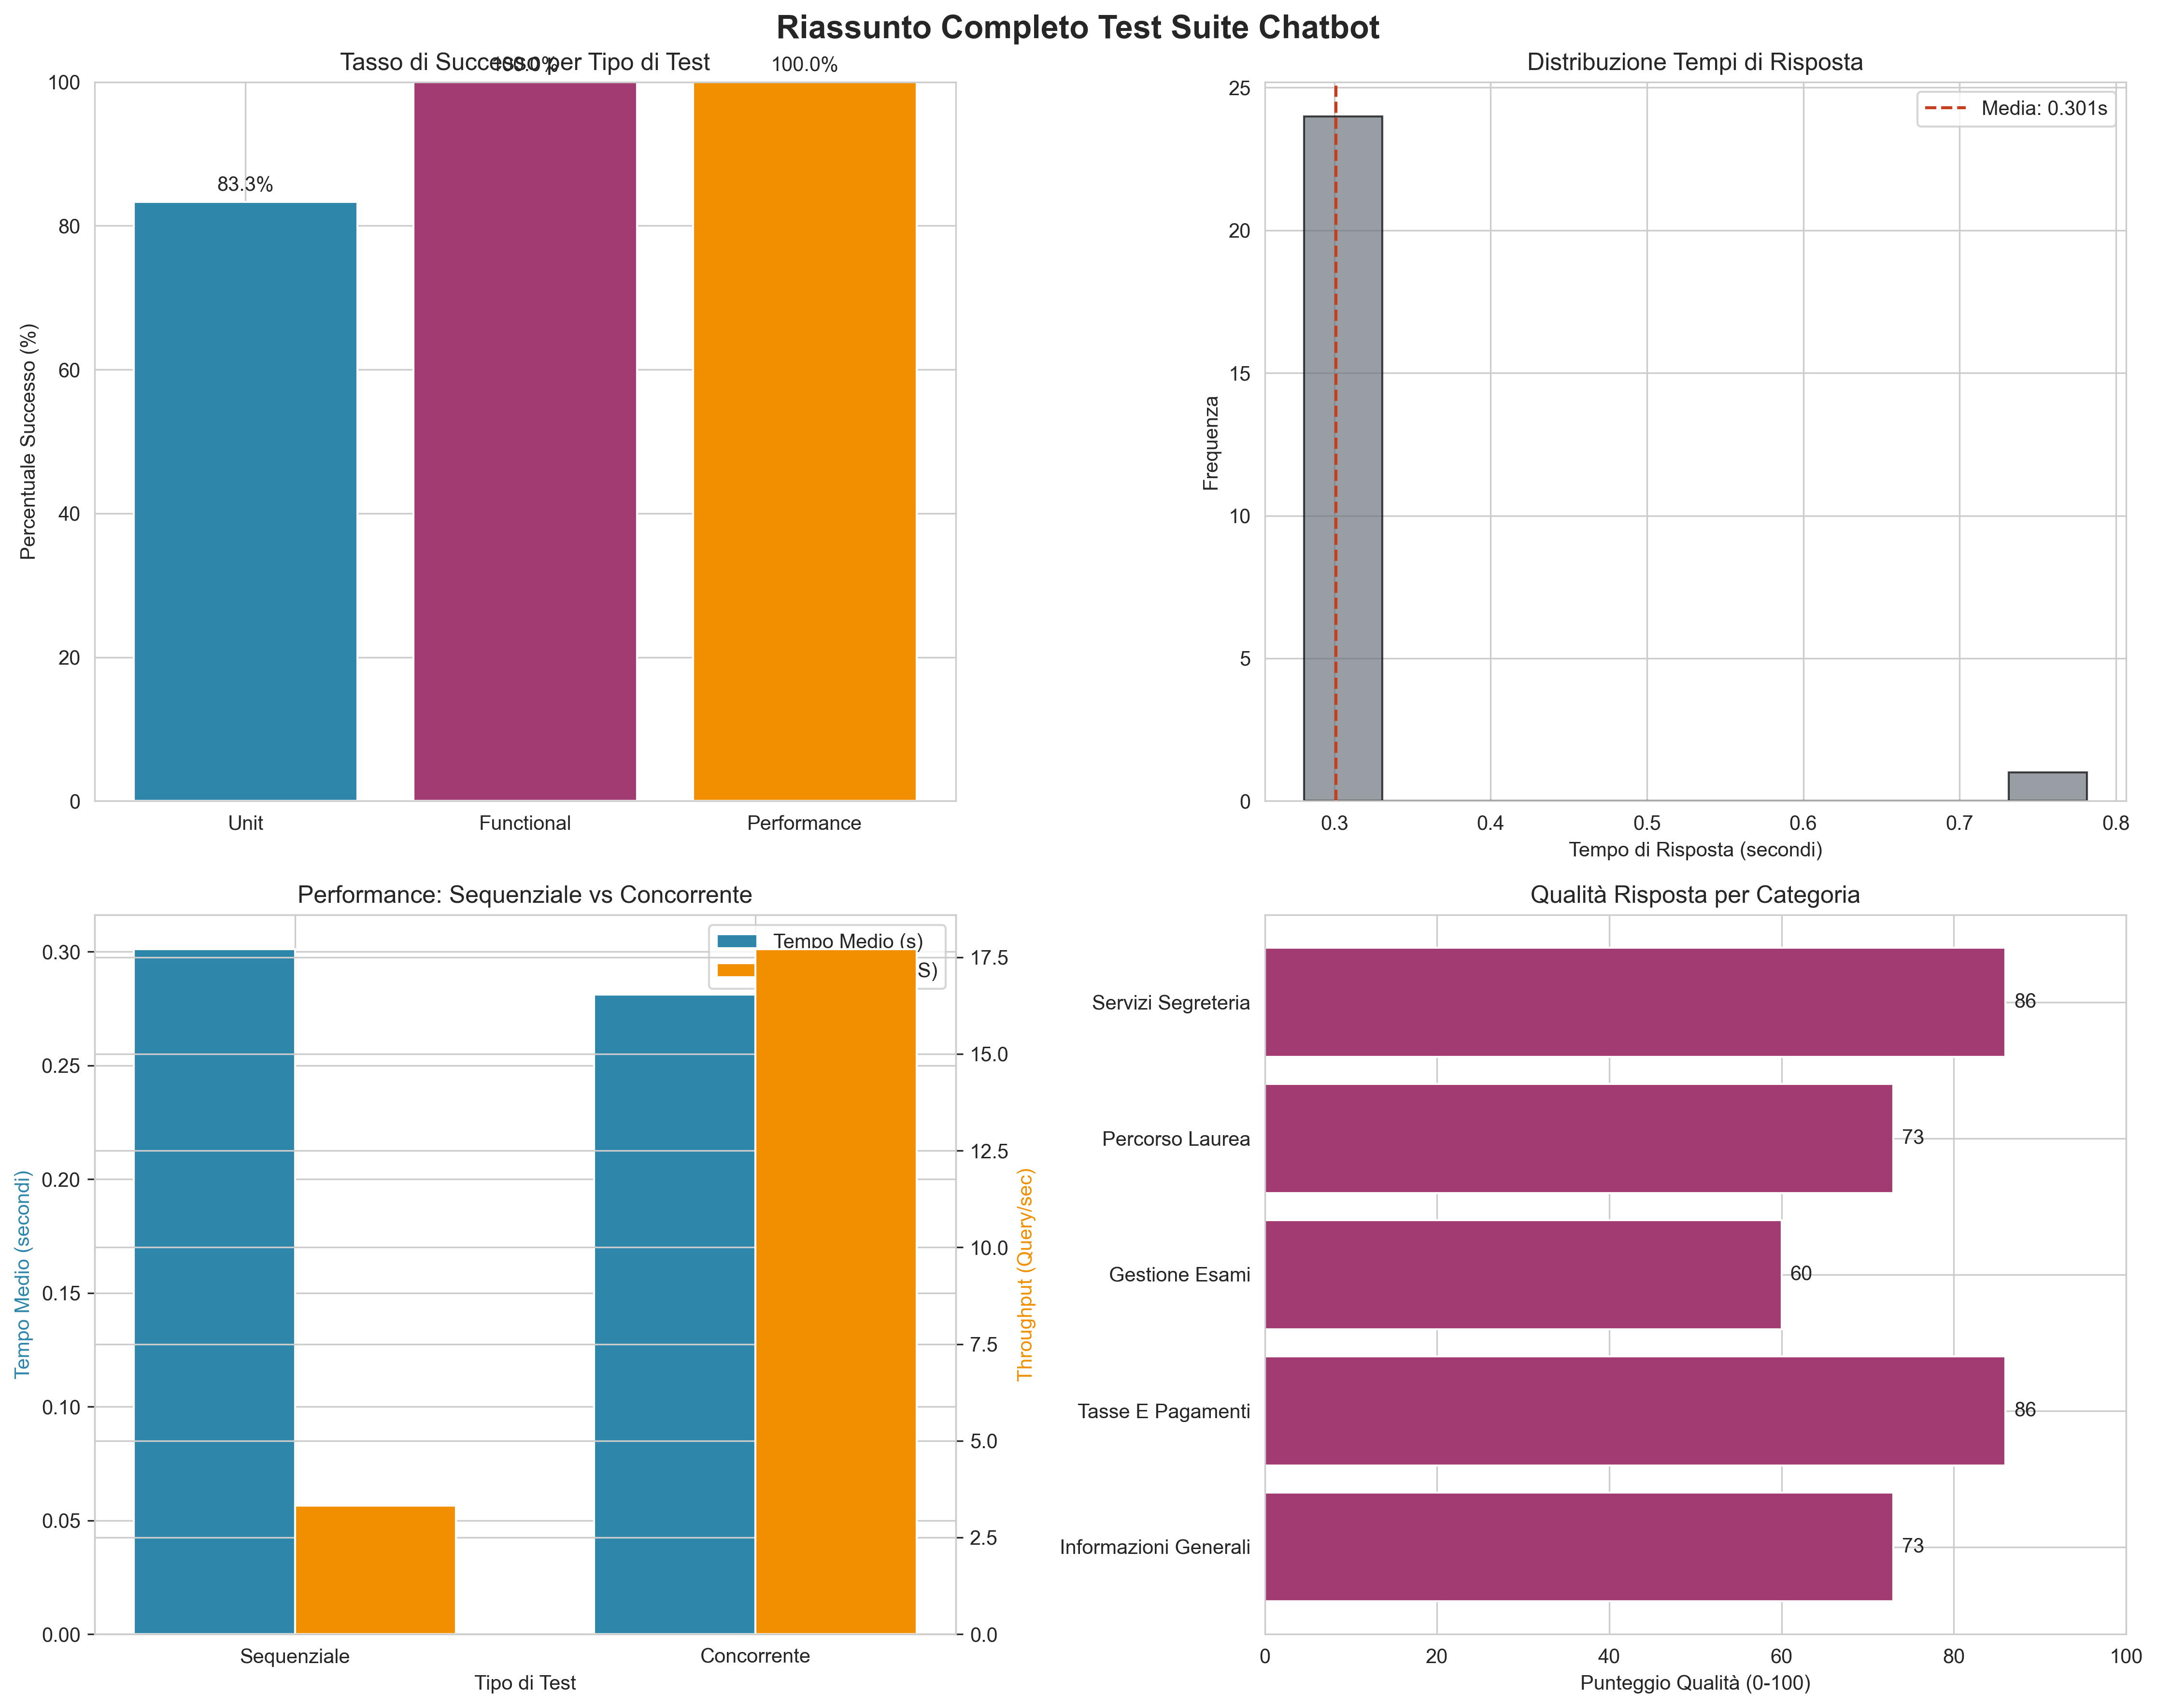 Riassunto Completo Test Suite Chatbot
Tasso di Successo per Tipo di Test
100.0%
100.0%
83.3%
Percentuale Successo (%)
100
80
60
40
20
0
Unit
Functional
Performance
Distribuzione Tempi di Risposta
Media: 0.301s
Frequenza
25
20
15
10
5
0
0.3
0.4
0.5
0.6
0.7
0.8
Tempo di Risposta (secondi)
Performance: Sequenziale vs Concorrente
Tempo Medio (s)
S)
Tempo Medio (secondi)
0.30
0.25
0.20
0.15
0.10
0.05
0.00
17.5
15.0
12.5
10.0
7.5
5.0
2.5
0.0
Throughput (Query/sec)
Sequenziale
Concorrente
Tipo di Test
Qualità Risposta per Categoria
Servizi Segreteria
86
Percorso Laurea
73
Gestione Esami
60
Tasse E Pagamenti
86
Informazioni Generali
73
0
20
40
60
80
100
Punteggio Qualità (0-100)